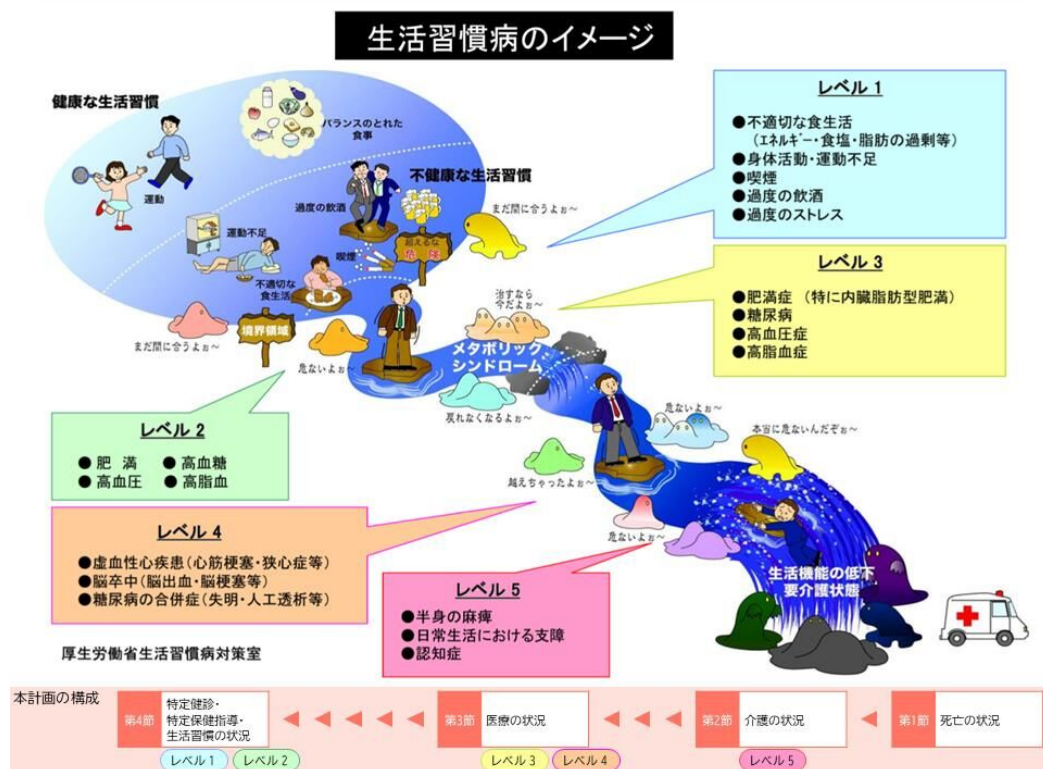 生活習慣病のイメージ
健康な生活習慣
バランスのとれた
食事
運動
不健康な生活習慣
過度の飲酒
まだ間に合うよぉ～
運動不足
喫煙
超えるな
危険
不適切な
食生活
治すなら
今だよぉ～
境界領域
まだ間に合うよぉ～
危ないよぉ～
メタボリック
シンドローム
戻れなくなるよぉ～
危ないよぉ～
本当に危ないんだぞぉ～
越えちゃったよぉ～
危ないよぉ～
生活機能の低下
要介護状態
レベル 1
●不適切な食生活
(エネルギー・食塩・脂肪の過剰等)
●身体活動・運動不足
●喫煙
●過度の飲酒
●過度のストレス
レベル 3
●肥満症 (特に内臓脂肪型肥満)
●糖尿病
●高血圧症
●高脂血症
レベル 2
● 肥 満 ● 高血糖
● 高血圧 ● 高脂血
レベル 4
●虚血性心疾患(心筋梗塞・狭心症等)
●脳卒中(脳出血・脳梗塞等)
●糖尿病の合併症(失明・人工透析等)
レベル 5
●半身の麻痺
●日常生活における支障
●認知症
厚生労働省生活習慣病対策室
本計画の構成
第4節
特定健診・
特定保健指導・
生活習慣の状況
第3節 医療の状況
第2節 介護の状況
第1節 死亡の状況
レベル 1 レベル 2 レベル 3 レベル 4 レベル 5